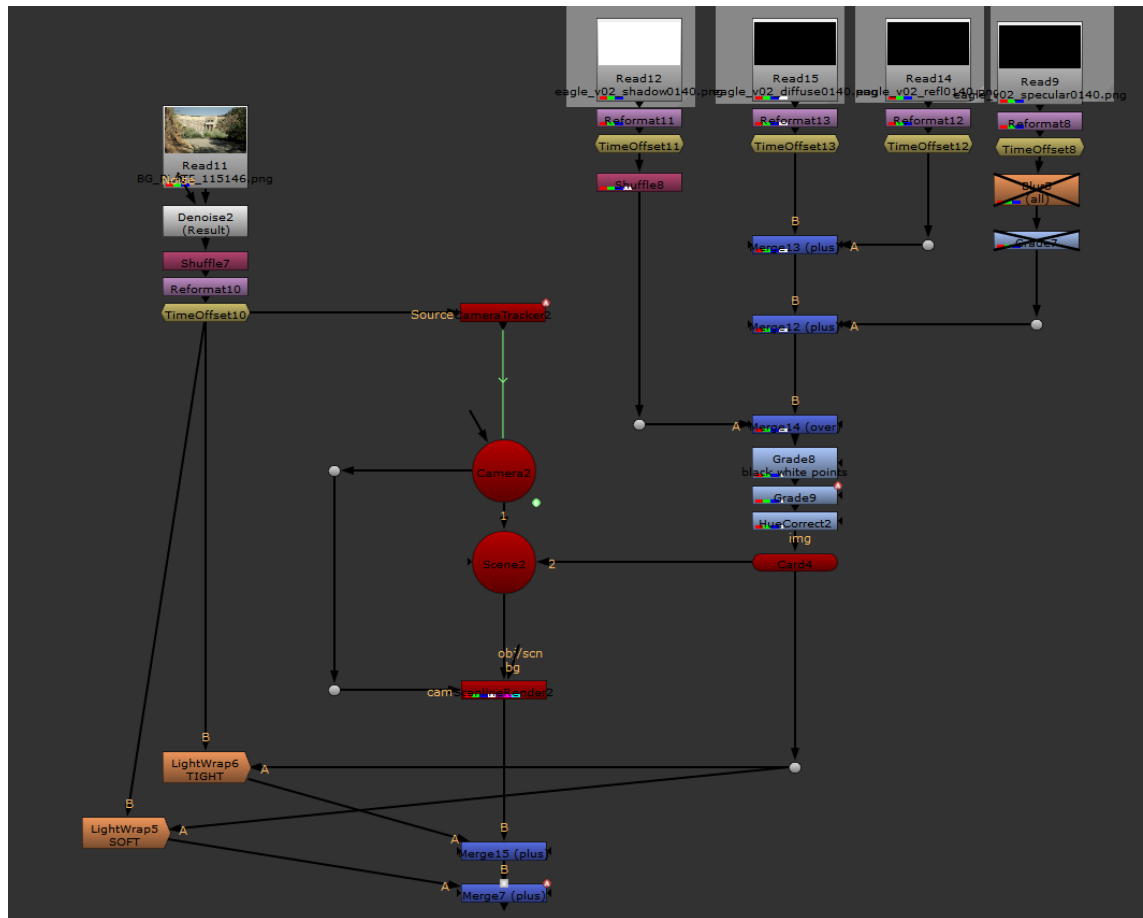 Read12
eagle_v02_shadow0140.png
Read15
eagle_v02_diffuse0140.png
Read14
eagle_v02_refl0140.png
Read9
eagle_v02_specular0140.png
Reformat11
Reformat13
Reformat12
Reformat8
TimeOffset11
TimeOffset13
TimeOffset12
TimeOffset8
Read11
115146.png
Denoise2
(Result)
Shuffle8
(all)
Shuffle7
Reformat10
TimeOffset10
B
Merge13 (plus)
A
Grade7
Source
CameraTracker2
B
Merge12 (plus)
A
B
A
Merge14 (over)
Grade8
black white points
Grade9
HueCorrect2
img
Camera2
1
Scene2
2
Card4
obj/scn
bg
cam
ScanlineRender2
B
LightWrap6
TIGHT
A
B
LightWrap5
SOFT
A
B
A
Merge15 (plus)
B
A
Merge7 (plus)